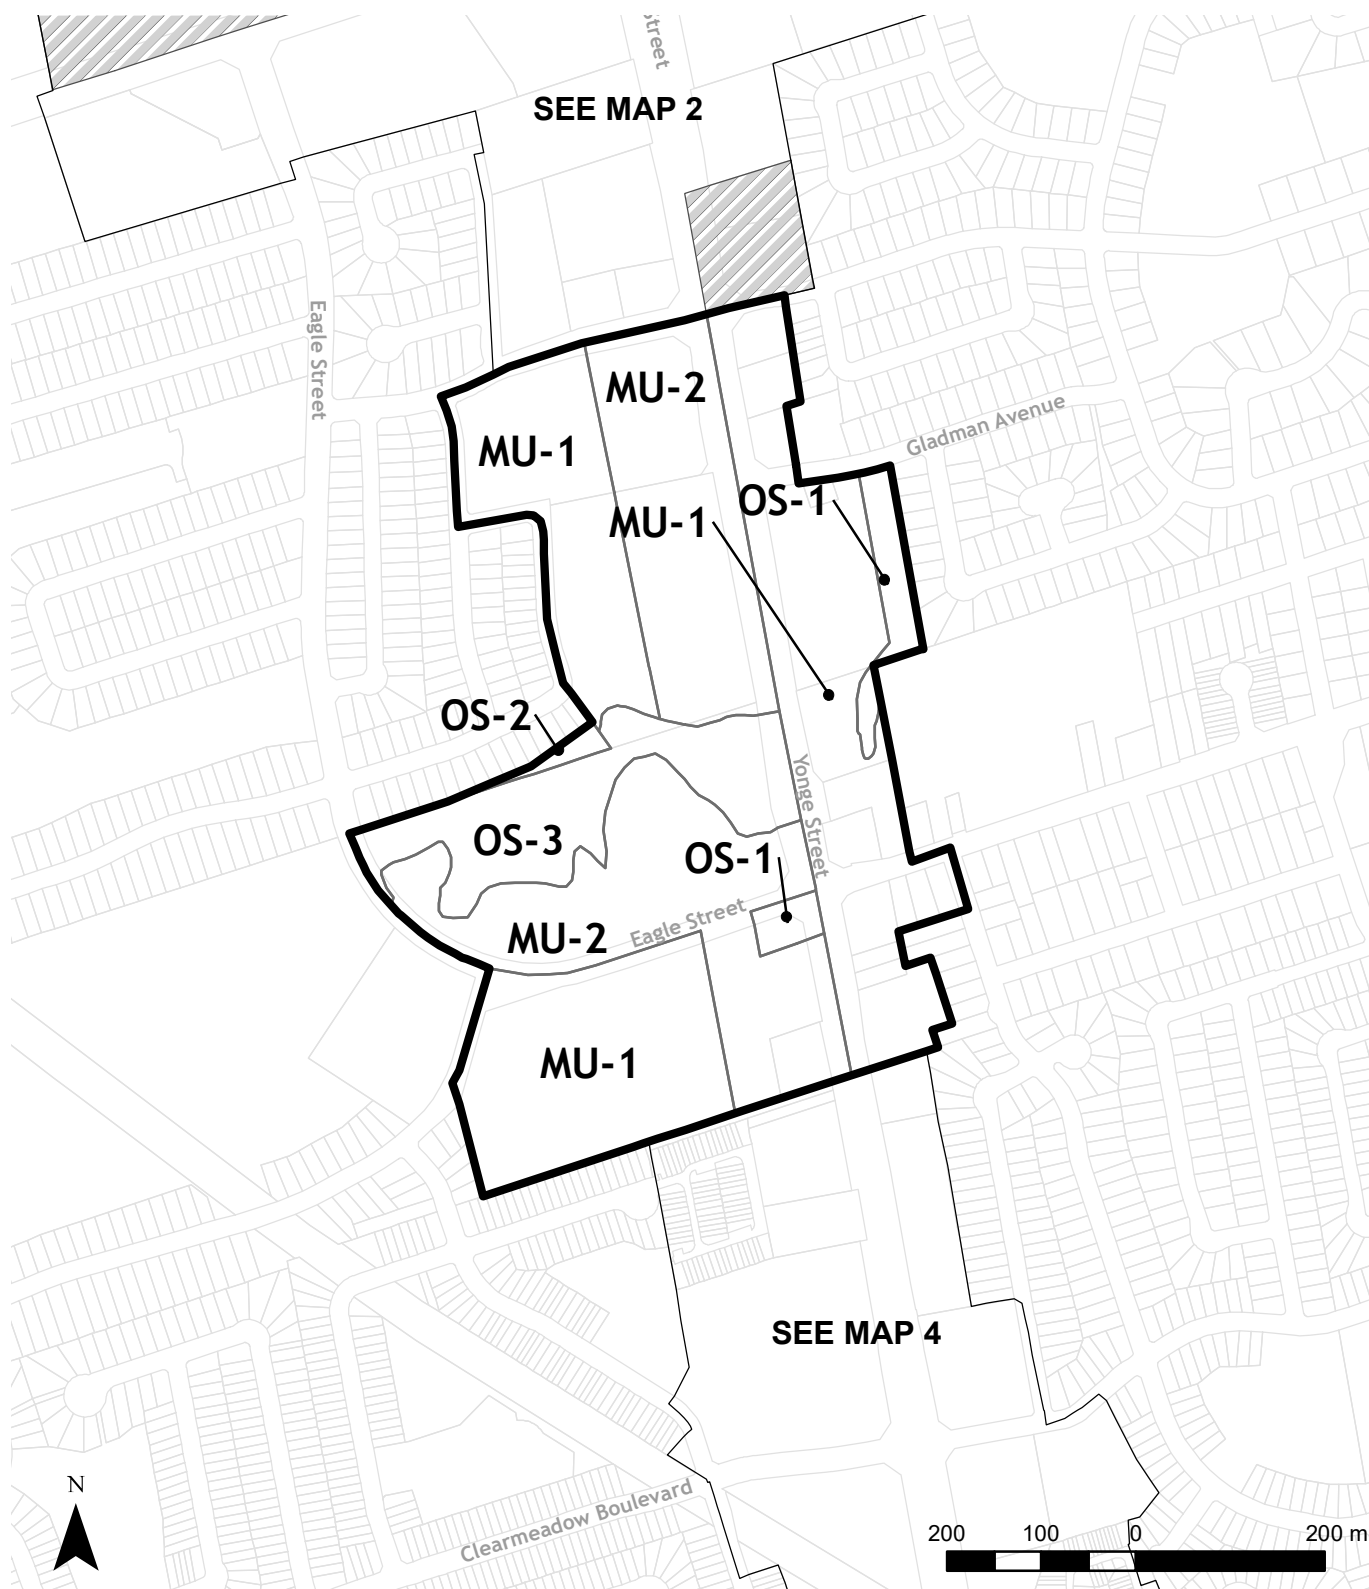 Street
SEE MAP 2
Eagle Street
MU-2
Gladman Avenue
MU-1
OS-1
MU-1
OS-2
Yonge Street
OS-3
OS-1
Eagle Street
MU-2
MU-1
SEE MAP 4
Clearmeadow Boulevard
N
200 100 0 200 m